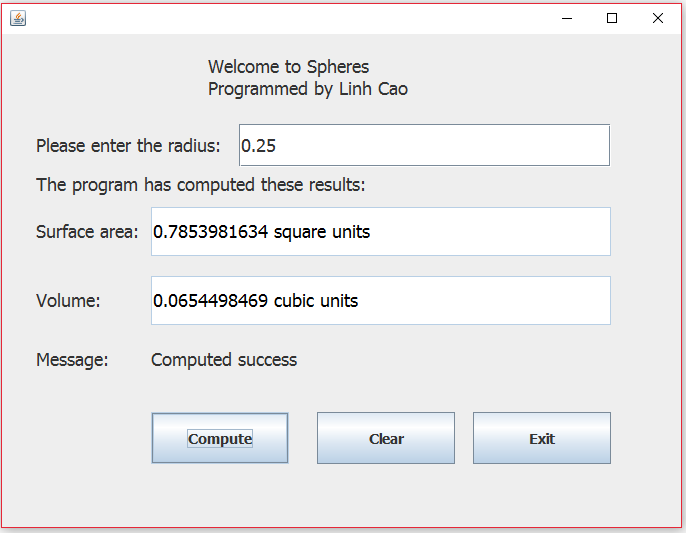 Welcome to Spheres
Programmed by Linh Cao
Please enter the radius: 0.25
The program has computed these results:
Surface area: 0.7853981634 square units
Volume: 0.0654498469 cubic units
Message: Computed success
Compute Clear Exit